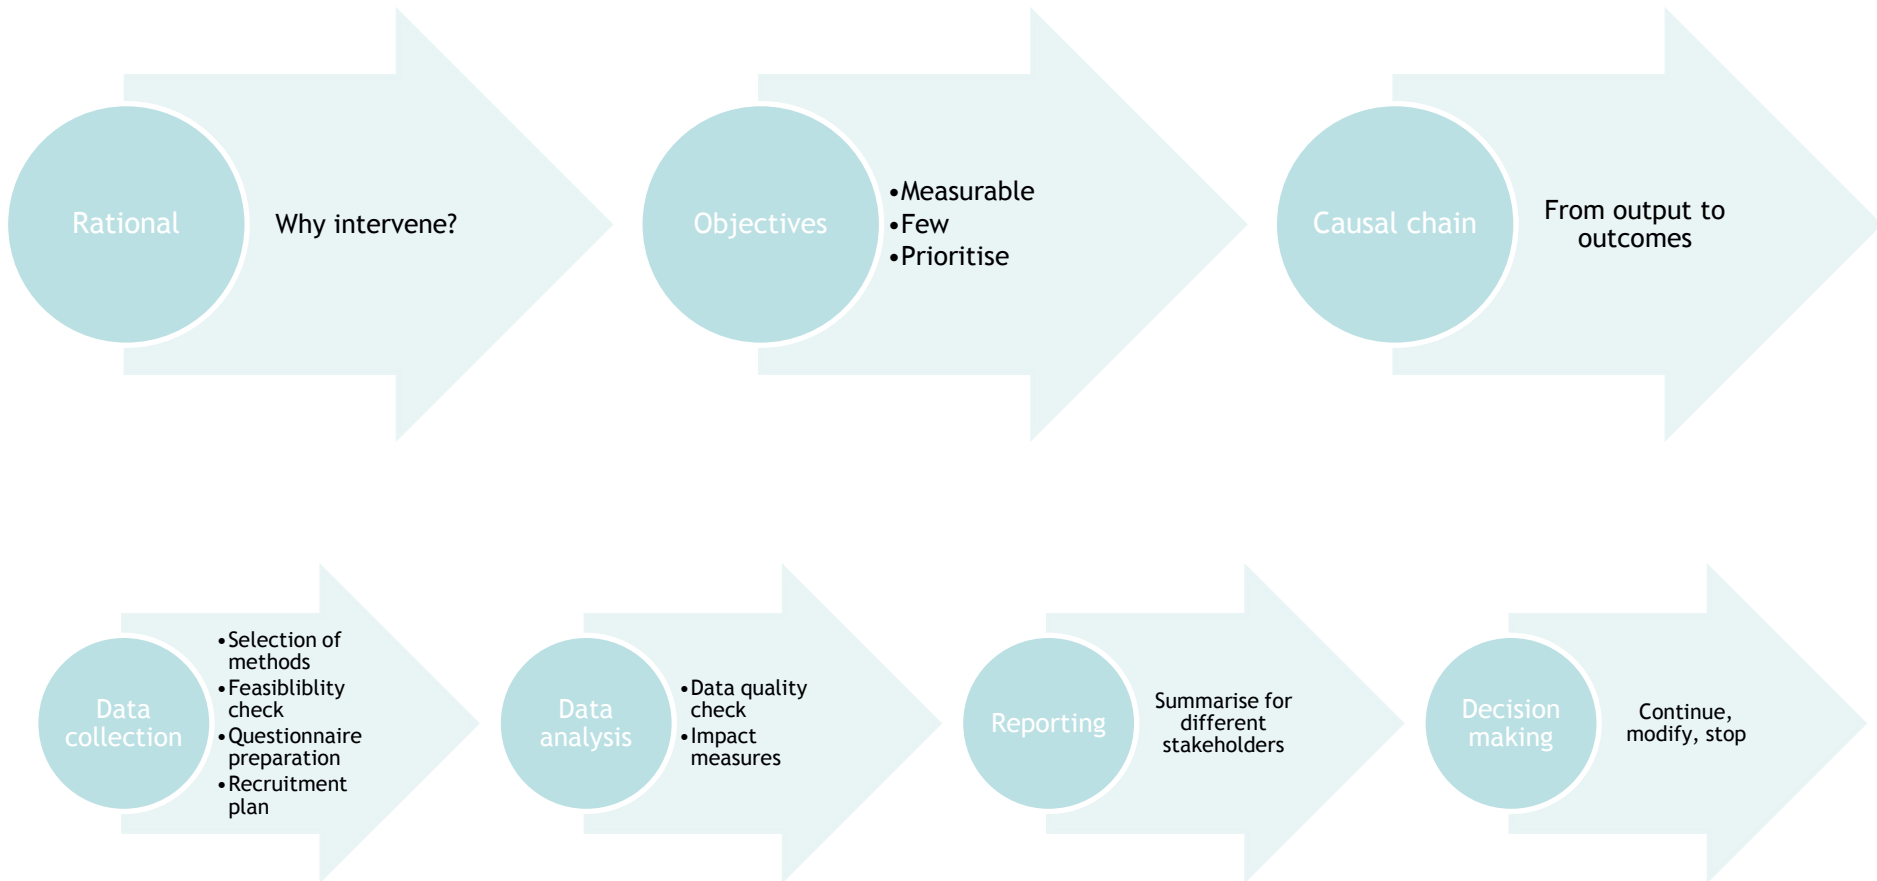 Rational
Why intervene?
Objectives
•Measurable
•Few
•Prioritise
Causal chain
From output to
outcomes
Data
collection
•Selection of
methods
•Feasibliblity
check
•Questionnaire
preparation
•Recruitment
plan
Data
analysis
•Data quality
check
•Impact
measures
Reporting
Summarise for
different
stakeholders
Decision
making
Continue,
modify, stop